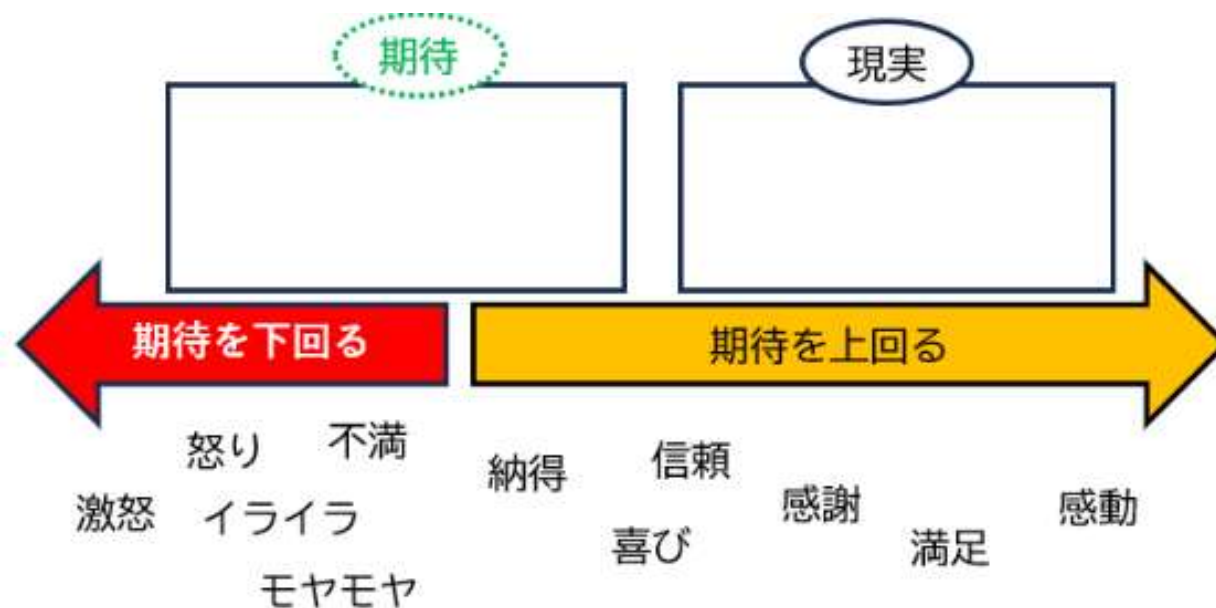 期待
現実
期待を下回る
期待を上回る
怒り
不満
納得
信頼
激怒
イライラ
感謝
感動
喜び
満足
モヤモヤ